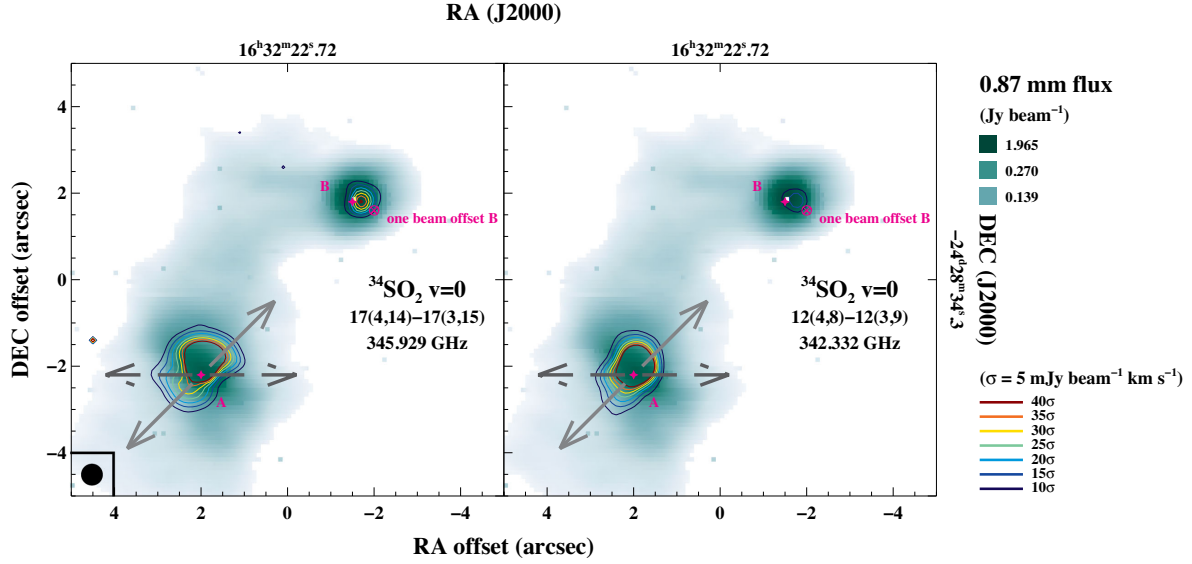 RA (J2000)
16ʰ32ᵐ22ˢ.72
16ʰ32ᵐ22ˢ.72
DEC offset (arcsec)
4
2
0
−2
−4
B
one beam offset B
³⁴SO₂ v=0
17(4,14)−17(3,15)
345.929 GHz
A
B
one beam offset B
³⁴SO₂ v=0
12(4,8)−12(3,9)
342.332 GHz
A
4
2
0
−2
−4
4
2
0
−2
−4
RA offset (arcsec)
−24ᵈ28ᵐ34ˢ.3
DEC (J2000)
0.87 mm flux
(Jy beam⁻¹)
1.965
0.270
0.139
(σ = 5 mJy beam⁻¹ km s⁻¹)
40σ
35σ
30σ
25σ
20σ
15σ
10σ